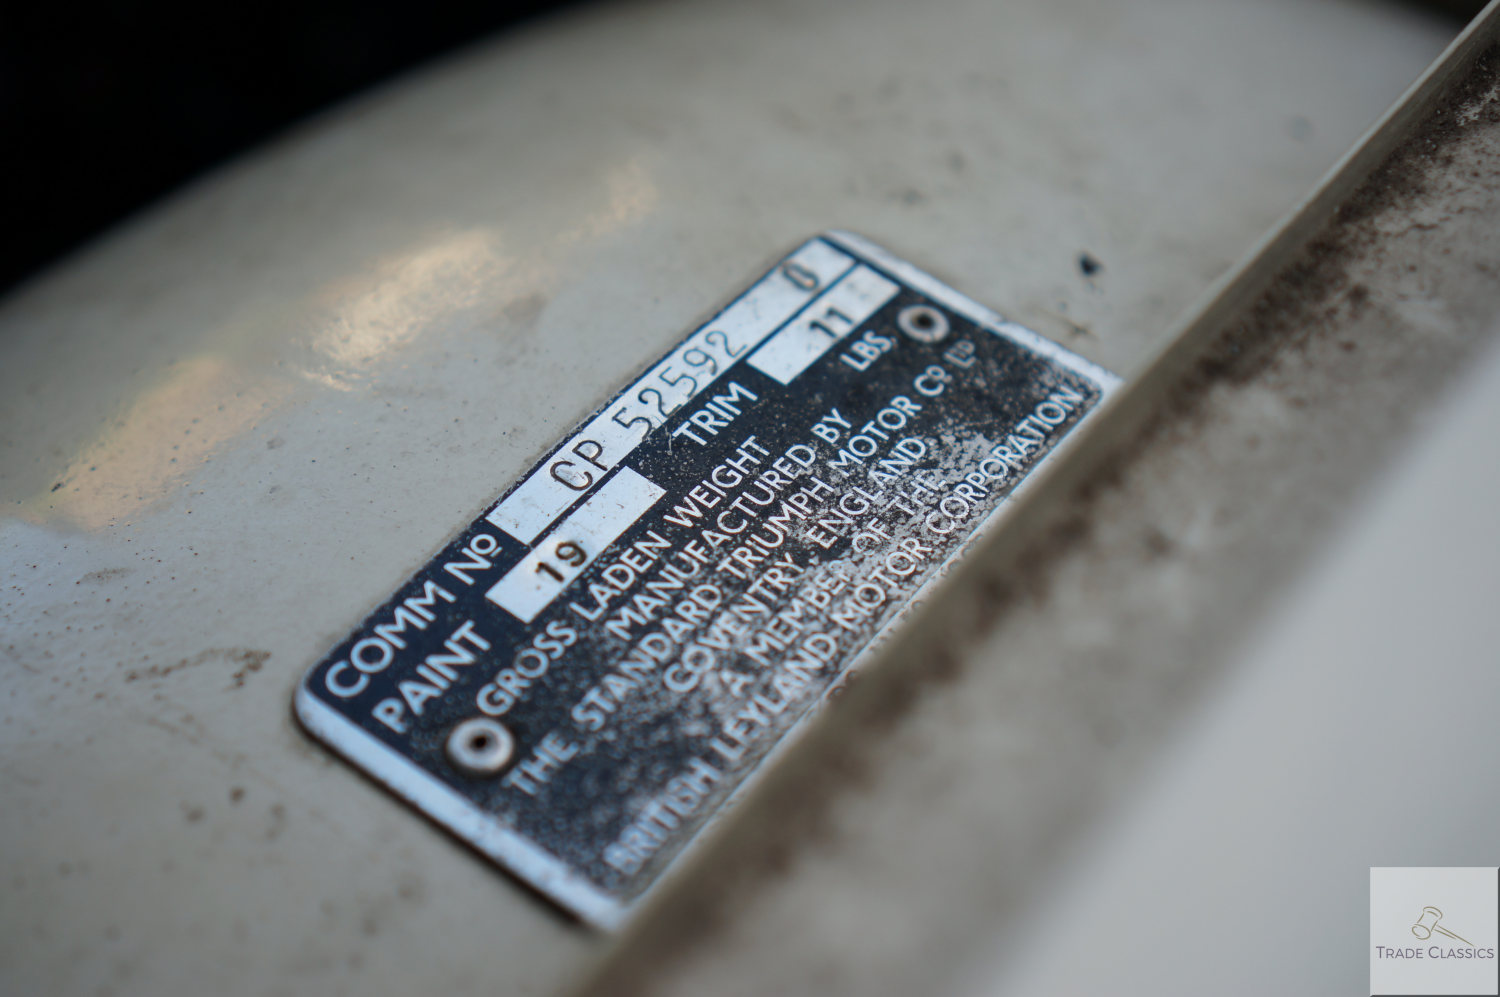 COMM Nº CP 52592 O
PAINT 19 TRIM 11
GROSS LADEN WEIGHT LBS.
MANUFACTURED BY
THE STANDARD TRIUMPH MOTOR Cº Lᵀᴰ
COVENTRY ENGLAND
A MEMBER OF THE
BRITISH LEYLAND MOTOR CORPORATION
TRADE CLASSICS